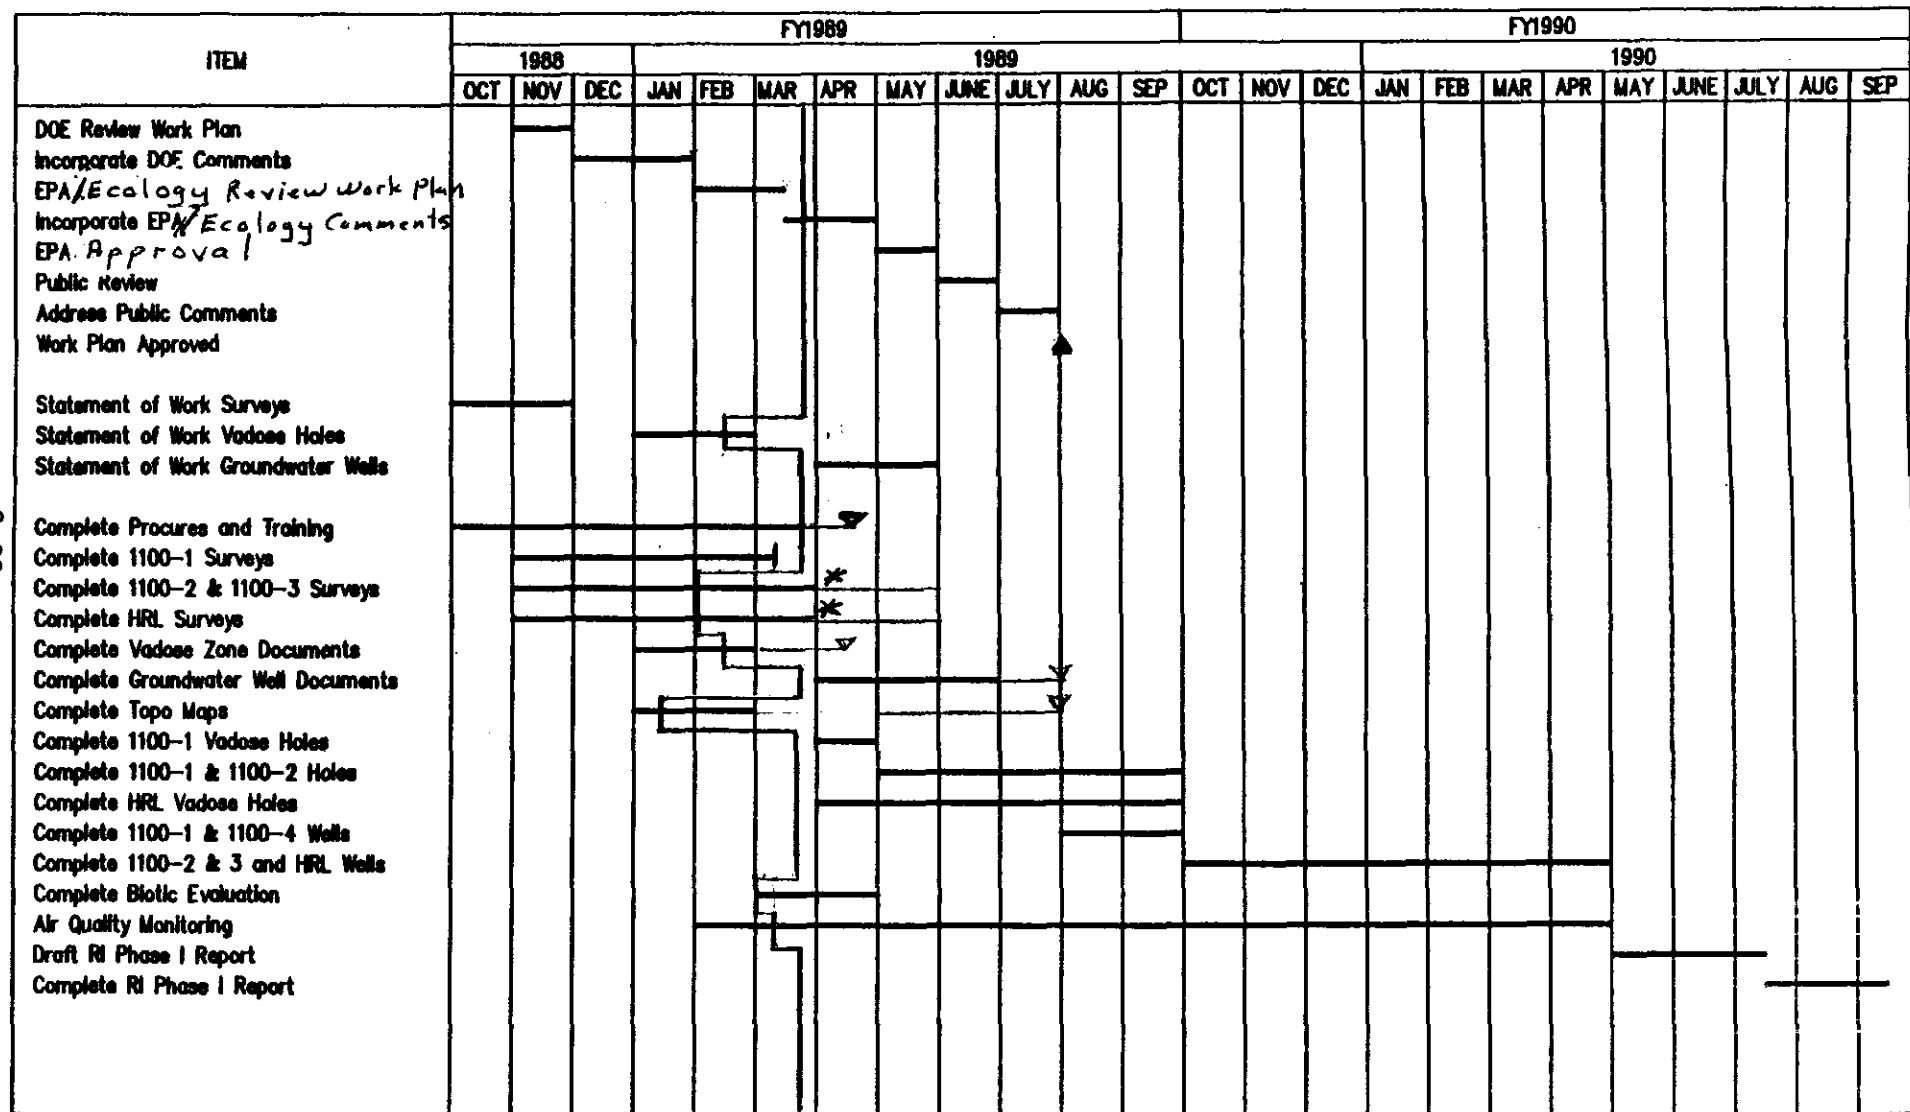 FY1989 FY1990
ITEM 1988 1989 1990
OCT NOV DEC JAN FEB MAR APR MAY JUNE JULY AUG SEP OCT NOV DEC JAN FEB MAR APR MAY JUNE JULY AUG SEP
DOE Review Work Plan
Incorporate DOE Comments
EPA/Ecology Review Work Plan
Incorporate EPA/Ecology Comments
EPA Approval
Public Review
Address Public Comments
Work Plan Approved
Statement of Work Surveys
Statement of Work Vadose Holes
Statement of Work Groundwater Wells
Complete Procures and Training
Complete 1100-1 Surveys
Complete 1100-2 & 1100-3 Surveys
Complete HRL Surveys
Complete Vadose Zone Documents
Complete Groundwater Well Documents
Complete Topo Maps
Complete 1100-1 Vadose Holes
Complete 1100-1 & 1100-2 Holes
Complete HRL Vadose Holes
Complete 1100-1 & 1100-4 Wells
Complete 1100-2 & 3 and HRL Wells
Complete Biotic Evaluation
Air Quality Monitoring
Draft RI Phase I Report
Complete RI Phase I Report